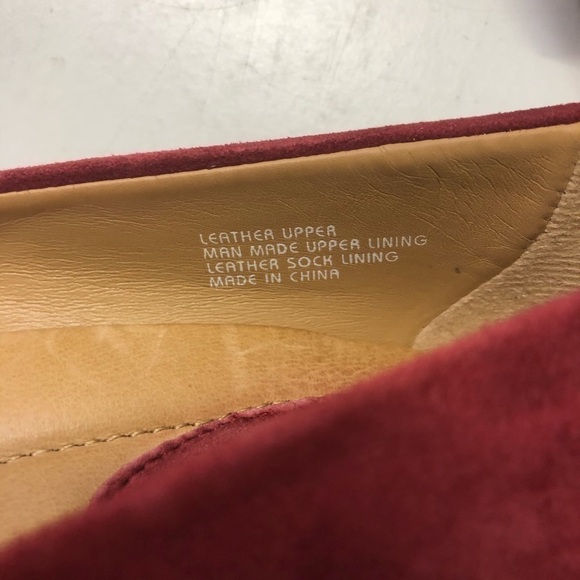 LEATHER UPPER
MAN MADE UPPER LINING
LEATHER SOCK LINING
MADE IN CHINA